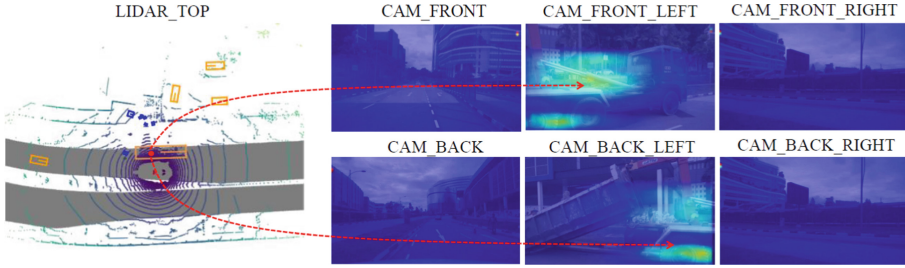 LIDAR_TOP
CAM_FRONT
CAM_FRONT_LEFT
CAM_FRONT_RIGHT
CAM_BACK
CAM_BACK_LEFT
CAM_BACK_RIGHT